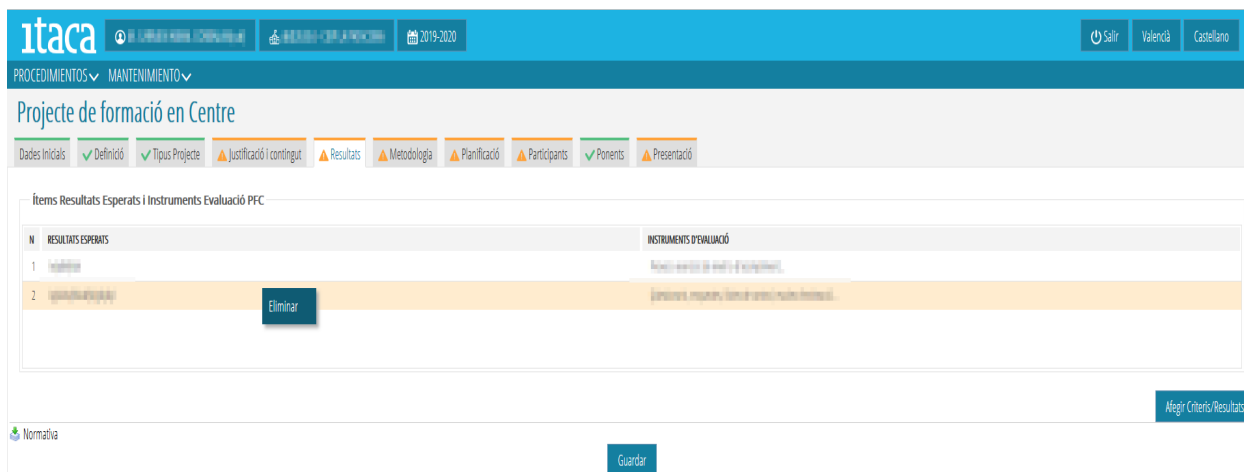 ıtaca 2019-2020 Salir Valencià Castellano
PROCEDIMIENTOS MANTENIMIENTO
Projecte de formació en Centre
Dades Inicials Definició Tipus Projecte Justificació i contingut Resultats Metodologia Planificació Participants Ponents Presentació
Ítems Resultats Esperats i Instruments Evaluació PFC
N RESULTATS ESPERATS INSTRUMENTS D'EVALUACIÓ
1
2
Eliminar
Afegir Criteris/Resultats
Normativa
Guardar